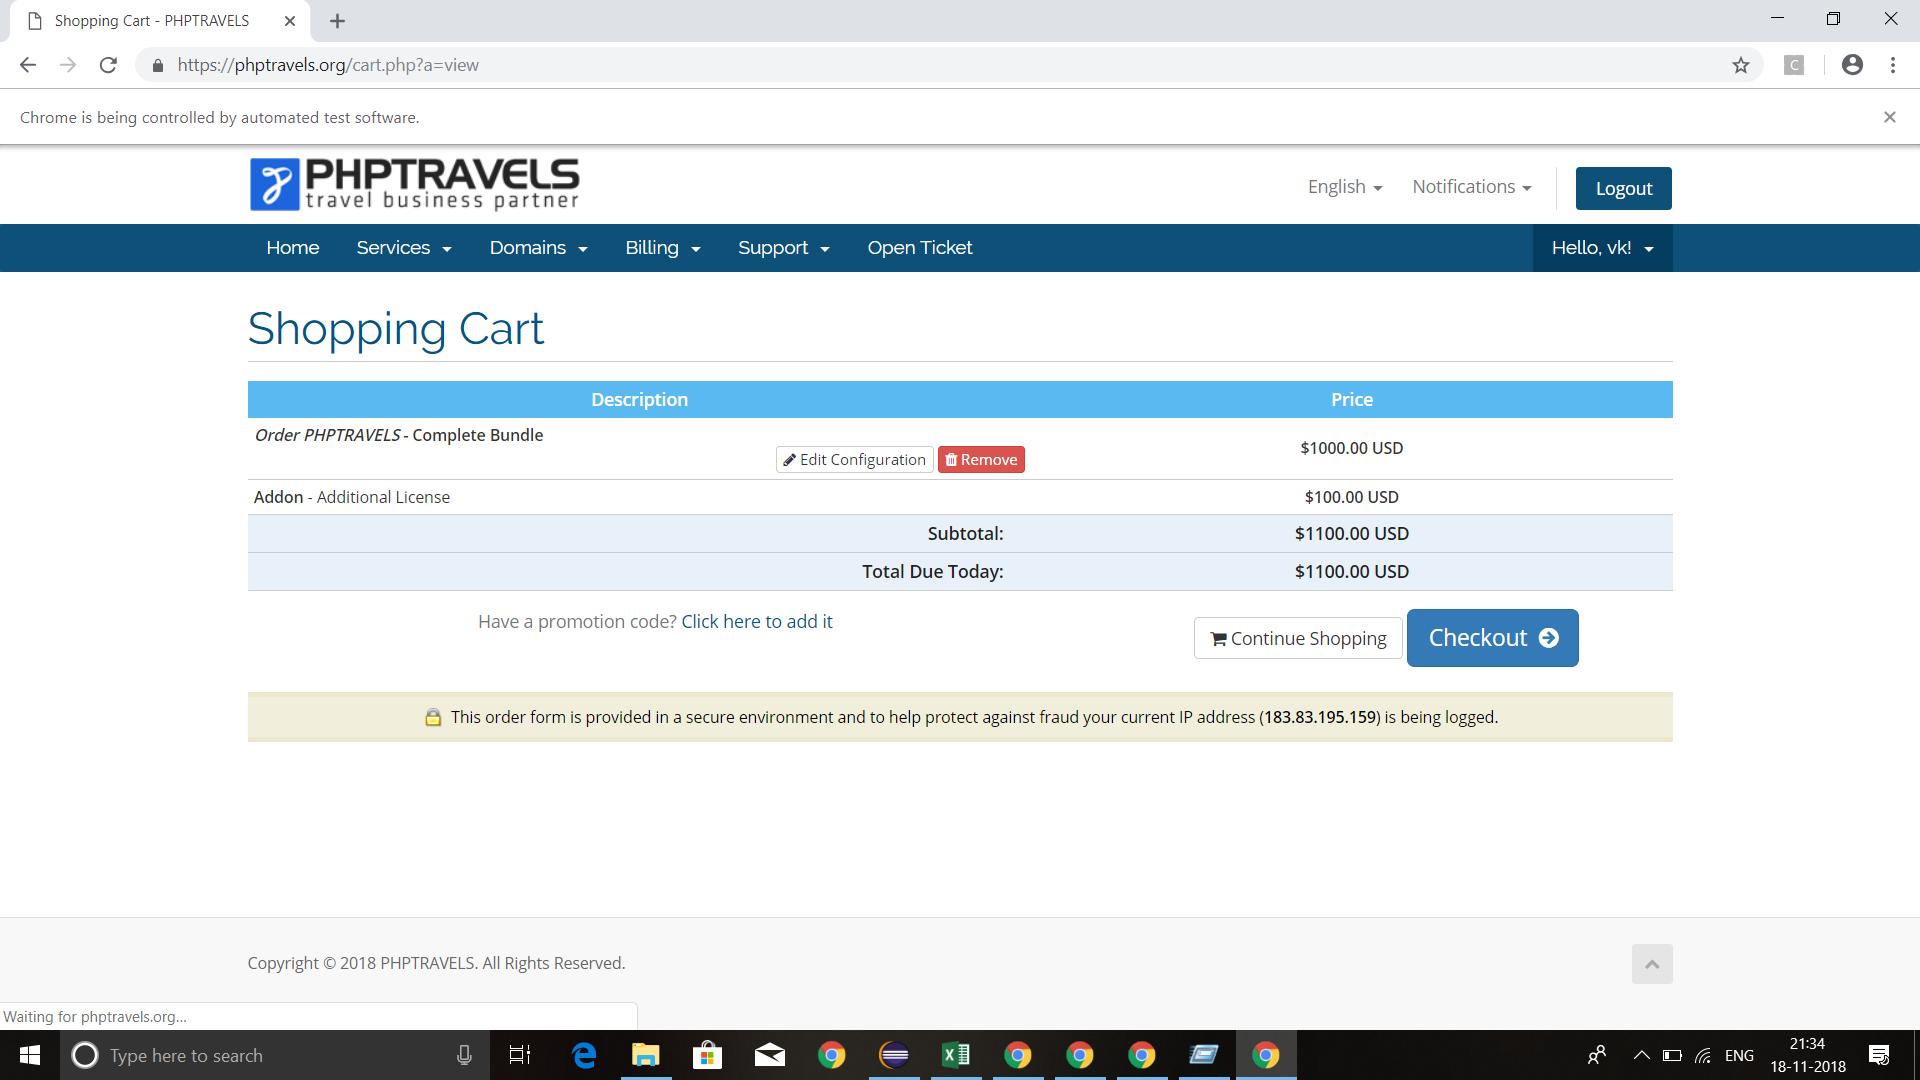 Shopping Cart - PHPTRAVELS
https://phptravels.org/cart.php?a=view
C
Chrome is being controlled by automated test software.
PHPTRAVELS
travel business partner
English
Notifications
Logout
Home
Services
Domains
Billing
Support
Open Ticket
Hello, vk!
Shopping Cart
Description
Price
Order PHPTRAVELS - Complete Bundle
Edit Configuration
Remove
$1000.00 USD
Addon - Additional License
$100.00 USD
Subtotal:
$1100.00 USD
Total Due Today:
$1100.00 USD
Have a promotion code? Click here to add it
Continue Shopping
Checkout
This order form is provided in a secure environment and to help protect against fraud your current IP address (183.83.195.159) is being logged.
Copyright © 2018 PHPTRAVELS. All Rights Reserved.
Waiting for phptravels.org...
Type here to search
ENG
21:34
18-11-2018